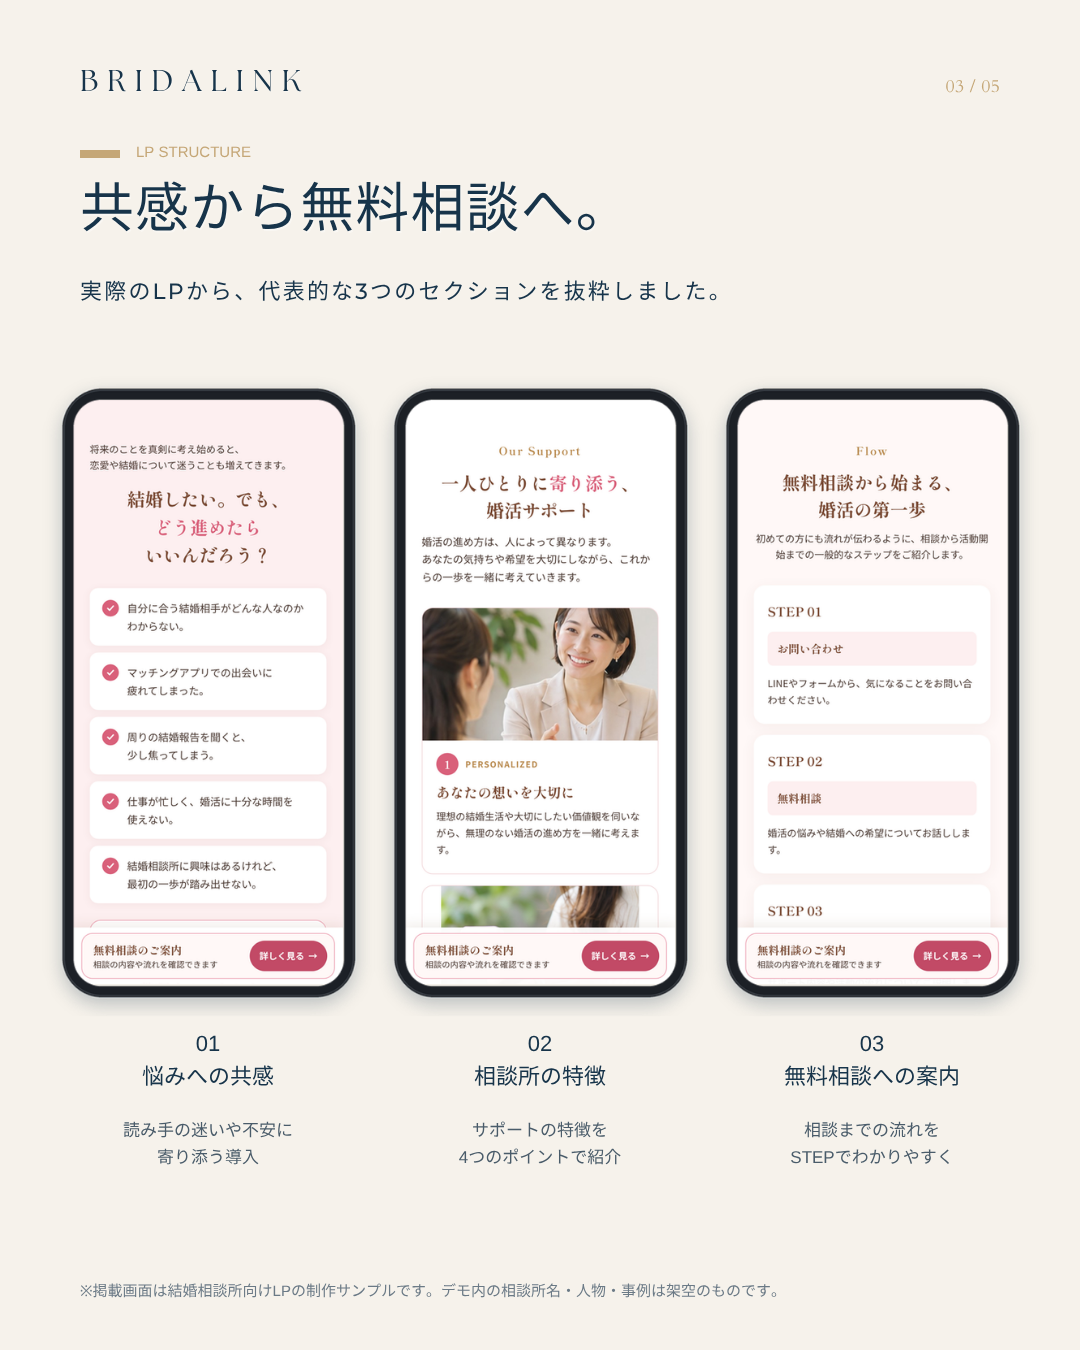 BRIDALINK
03 / 05
LP STRUCTURE
共感から無料相談へ。
実際のLPから、代表的な3つのセクションを抜粋しました。
将来のことを真剣に考え始めると、
恋愛や結婚について迷うことも増えてきます。
結婚したい。でも、
どう進めたら
いいんだろう？
自分に合う結婚相手がどんな人なのか
わからない。
マッチングアプリでの出会いに
疲れてしまった。
周りの結婚報告を聞くと、
少し焦ってしまう。
仕事が忙しく、婚活に十分な時間を
使えない。
結婚相談所に興味はあるけれど、
最初の一歩が踏み出せない。
無料相談のご案内
相談の内容や流れを確認できます
詳しく見る →
Our Support
一人ひとりに寄り添う、
婚活サポート
婚活の進め方は、人によって異なります。
あなたの気持ちや希望を大切にしながら、これか
らの一歩を一緒に考えていきます。
1 PERSONALIZED
あなたの想いを大切に
理想の結婚生活や大切にしたい価値観を伺いな
がら、無理のない婚活の進め方を一緒に考えま
す。
無料相談のご案内
相談の内容や流れを確認できます
詳しく見る →
Flow
無料相談から始まる、
婚活の第一歩
初めての方にも流れが伝わるように、相談から活動開
始までの一般的なステップをご紹介します。
STEP 01
お問い合わせ
LINEやフォームから、気になることをお問い合
わせください。
STEP 02
無料相談
婚活の悩みや結婚への希望についてお話ししま
す。
STEP 03
無料相談のご案内
相談の内容や流れを確認できます
詳しく見る →
01
悩みへの共感
読み手の迷いや不安に
寄り添う導入
02
相談所の特徴
サポートの特徴を
4つのポイントで紹介
03
無料相談への案内
相談までの流れを
STEPでわかりやすく
※掲載画面は結婚相談所向けLPの制作サンプルです。デモ内の相談所名・人物・事例は架空のものです。